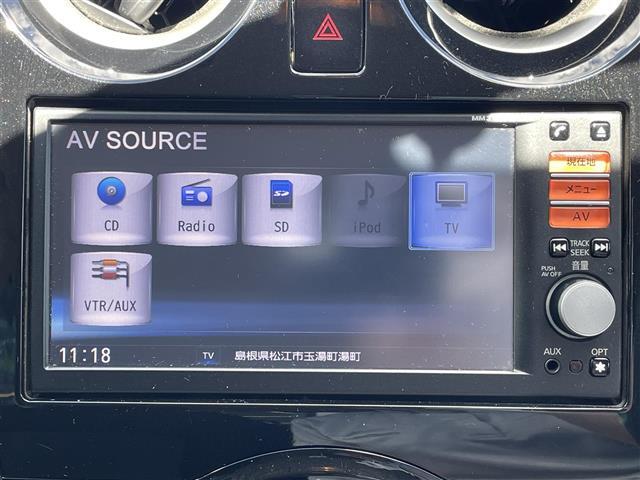 AV SOURCE
CD
Radio
SD
iPod
TV
VTR/AUX
11:18
TV
島根県松江市玉湯町湯町
現在地
メニュー
AV
TRACK
SEEK
PUSH
AV OFF
音量
AUX
OPT